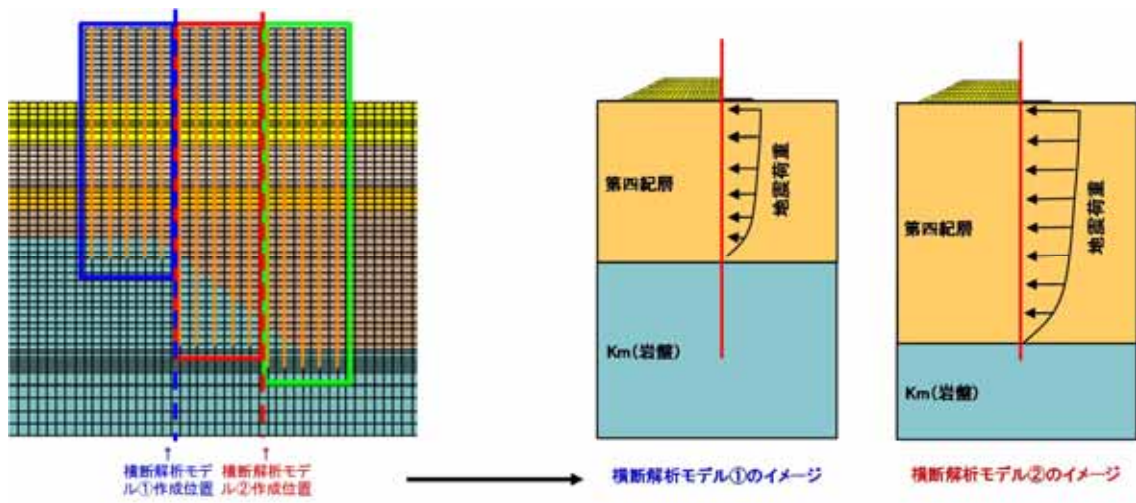 第四紀層
地震荷重
Km(岩盤)
第四紀層
地震荷重
Km(岩盤)
↑
横断解析モデ
ル①作成位置
↑
横断解析モデ
ル②作成位置
横断解析モデル①のイメージ
横断解析モデル②のイメージ